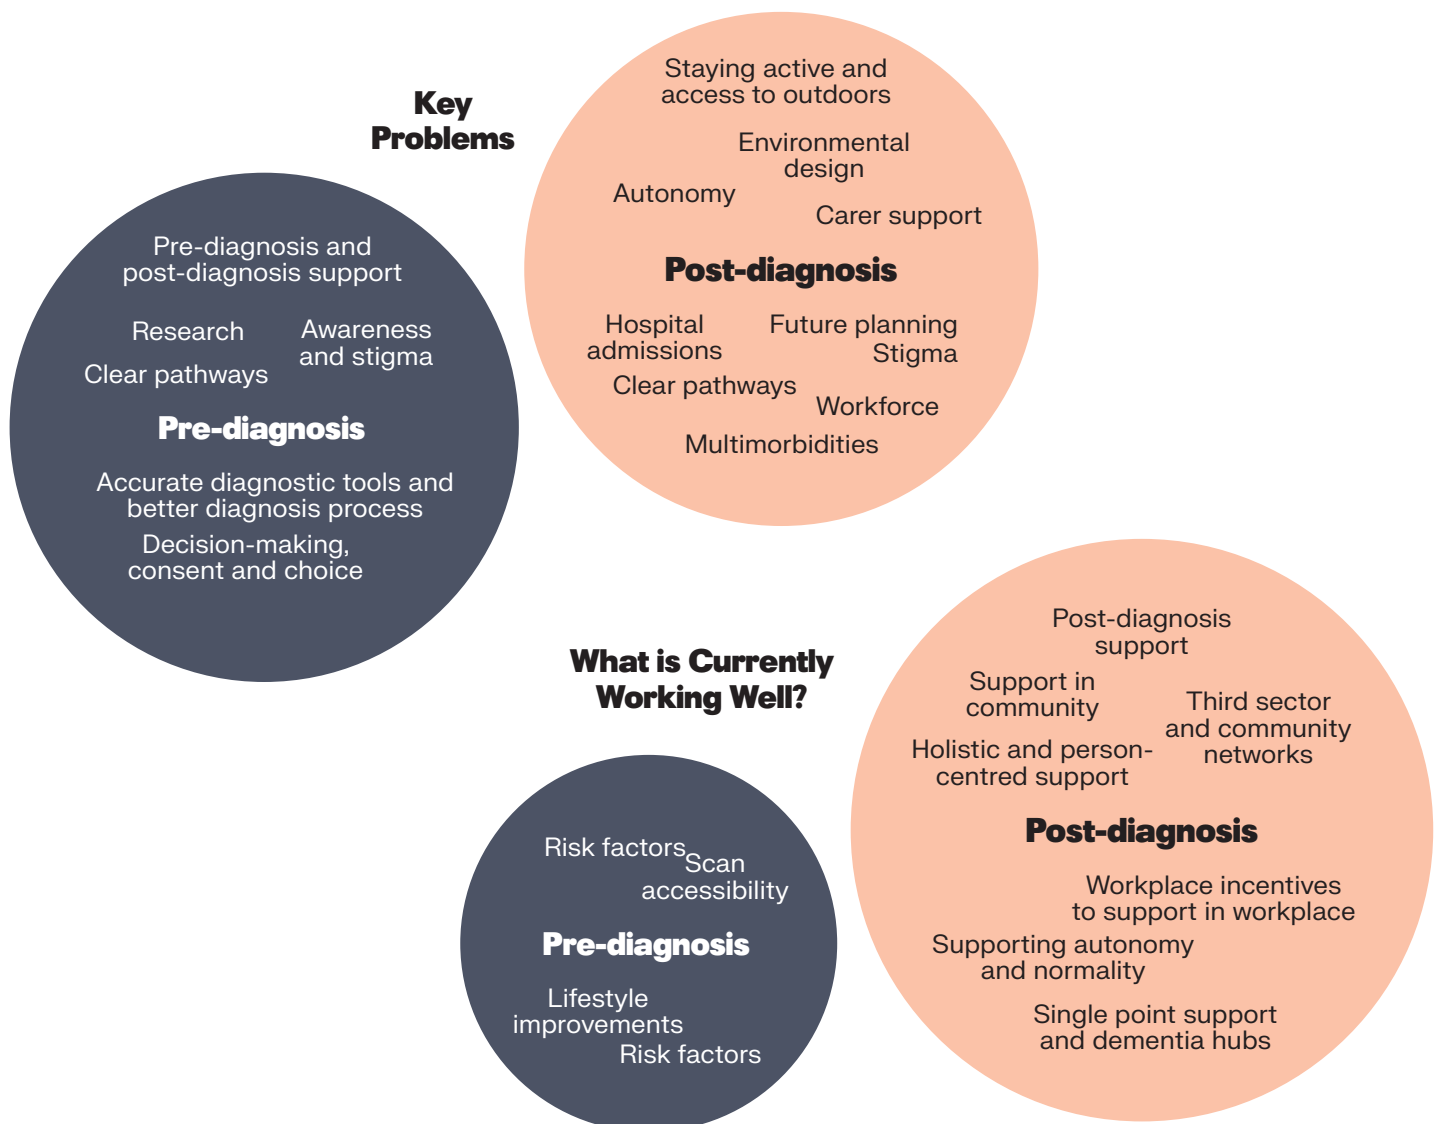 Key
Problems
Pre-diagnosis and
post-diagnosis support
Research
Awareness
and stigma
Clear pathways
Pre-diagnosis
Accurate diagnostic tools and
better diagnosis process
Decision-making,
consent and choice
Staying active and
access to outdoors
Environmental
design
Autonomy
Carer support
Post-diagnosis
Hospital
admissions
Future planning
Stigma
Clear pathways
Workforce
Multimorbidities
What is Currently
Working Well?
Risk factors
Scan
accessibility
Pre-diagnosis
Lifestyle
improvements
Risk factors
Post-diagnosis
support
Support in
community
Third sector
and community
networks
Holistic and person-
centred support
Post-diagnosis
Workplace incentives
to support in workplace
Supporting autonomy
and normality
Single point support
and dementia hubs